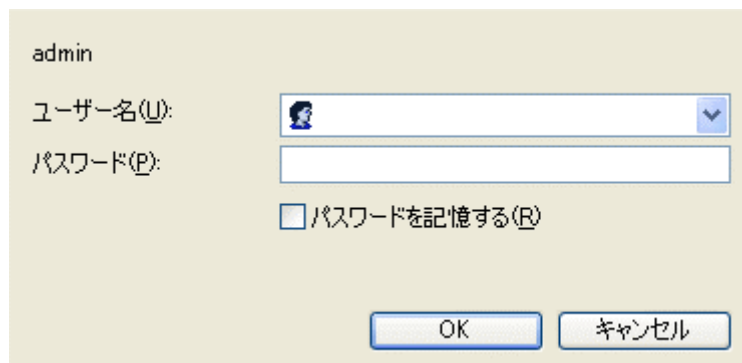 admin
ユーザー名(U):
パスワード(P):
パスワードを記憶する(R)
OK
キャンセル